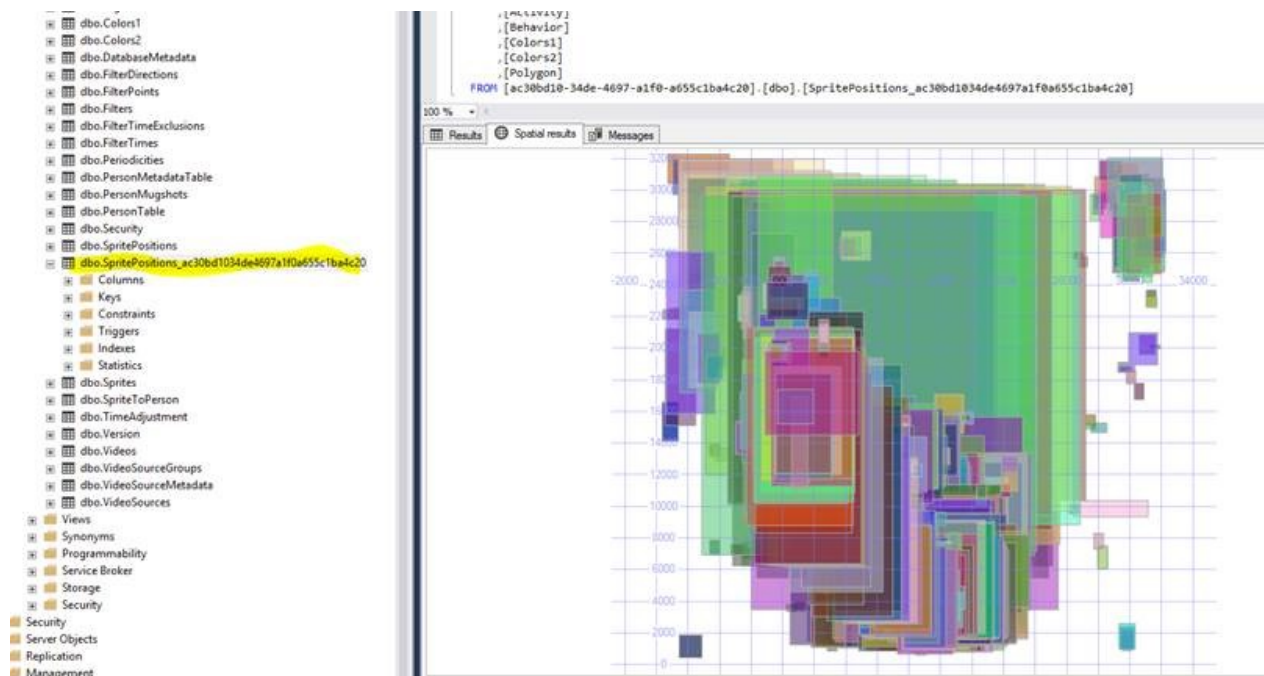 dbo.Colors1
dbo.Colors2
dbo.DatabaseMetadata
dbo.FilterDirections
dbo.FilterPoints
dbo.Filters
dbo.FilterTimeExclusions
dbo.FilterTimes
dbo.Periodicities
dbo.PersonMetadataTable
dbo.PersonMugshots
dbo.PersonTable
dbo.Security
dbo.SpritePositions
dbo.SpritePositions_ac30bd1034de4697a1f0a655c1ba4c20
Columns
Keys
Constraints
Triggers
Indexes
Statistics
dbo.Sprites
dbo.SpriteToPerson
dbo.TimeAdjustment
dbo.Version
dbo.Videos
dbo.VideoSourceGroups
dbo.VideoSourceMetadata
dbo.VideoSources
Views
Synonyms
Programmability
Service Broker
Storage
Security
Security
Server Objects
Replication
Management
,[Activity]
,[Behavior]
,[Colors1]
,[Colors2]
,[Polygon]
FROM [ac30bd10-34de-4697-a1f0-a655c1ba4c20].[dbo].[SpritePositions_ac30bd1034de4697a1f0a655c1ba4c20]
100 %
Results Spatial results Messages
34000
12000
10000
8000
6000
4000
2000
0